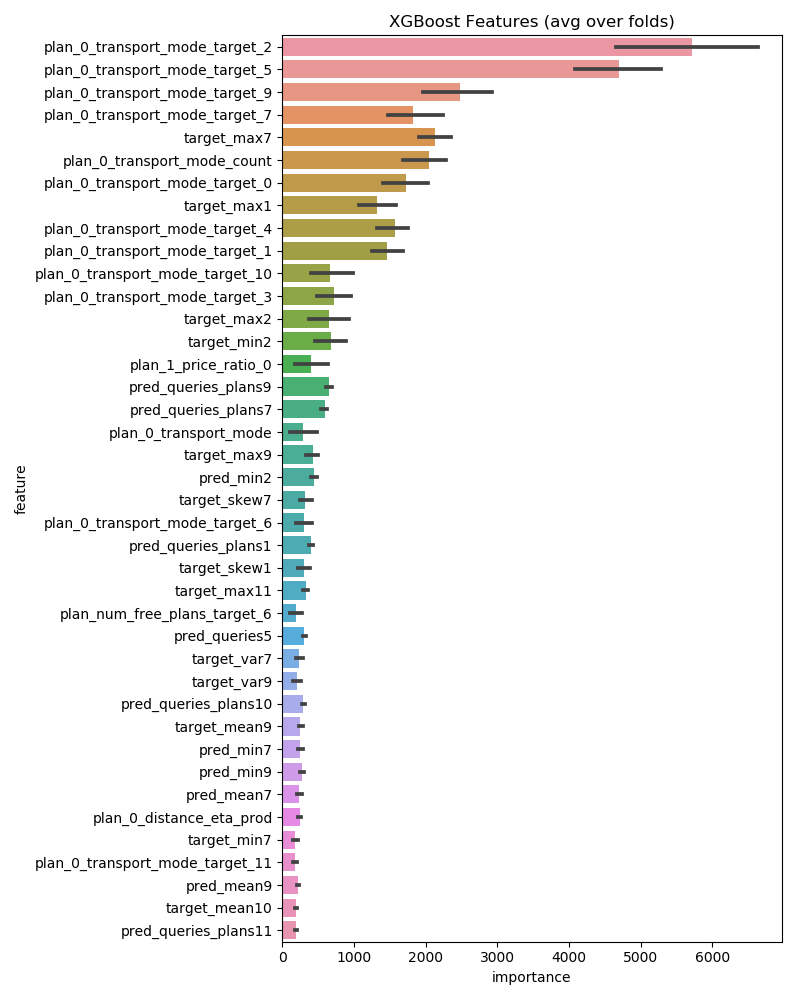 XGBoost Features (avg over folds)
plan_0_transport_mode_target_2
plan_0_transport_mode_target_5
plan_0_transport_mode_target_9
plan_0_transport_mode_target_7
target_max7
plan_0_transport_mode_count
plan_0_transport_mode_target_0
target_max1
plan_0_transport_mode_target_4
plan_0_transport_mode_target_1
plan_0_transport_mode_target_10
plan_0_transport_mode_target_3
target_max2
target_min2
plan_1_price_ratio_0
pred_queries_plans9
pred_queries_plans7
plan_0_transport_mode
target_max9
pred_min2
target_skew7
plan_0_transport_mode_target_6
pred_queries_plans1
target_skew1
target_max11
plan_num_free_plans_target_6
pred_queries5
target_var7
target_var9
pred_queries_plans10
target_mean9
pred_min7
pred_min9
pred_mean7
plan_0_distance_eta_prod
target_min7
plan_0_transport_mode_target_11
pred_mean9
target_mean10
pred_queries_plans11
feature
0 1000 2000 3000 4000 5000 6000
importance